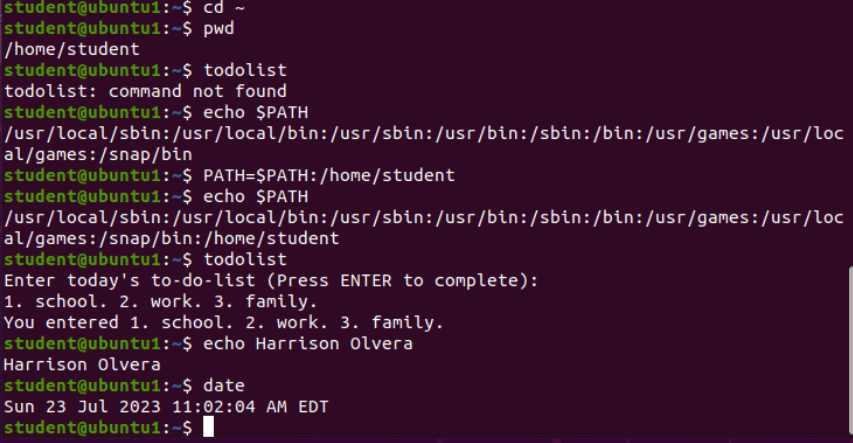 student@ubuntu1:~$ cd ~
student@ubuntu1:~$ pwd
/home/student
student@ubuntu1:~$ todolist
todolist: command not found
student@ubuntu1:~$ echo $PATH
/usr/local/sbin:/usr/local/bin:/usr/sbin:/usr/bin:/sbin:/bin:/usr/games:/usr/loc
al/games:/snap/bin
student@ubuntu1:~$ PATH=$PATH:/home/student
student@ubuntu1:~$ echo $PATH
/usr/local/sbin:/usr/local/bin:/usr/sbin:/usr/bin:/sbin:/bin:/usr/games:/usr/loc
al/games:/snap/bin:/home/student
student@ubuntu1:~$ todolist
Enter today's to-do-list (Press ENTER to complete):
1. school. 2. work. 3. family.
You entered 1. school. 2. work. 3. family.
student@ubuntu1:~$ echo Harrison Olvera
Harrison Olvera
student@ubuntu1:~$ date
Sun 23 Jul 2023 11:02:04 AM EDT
student@ubuntu1:~$